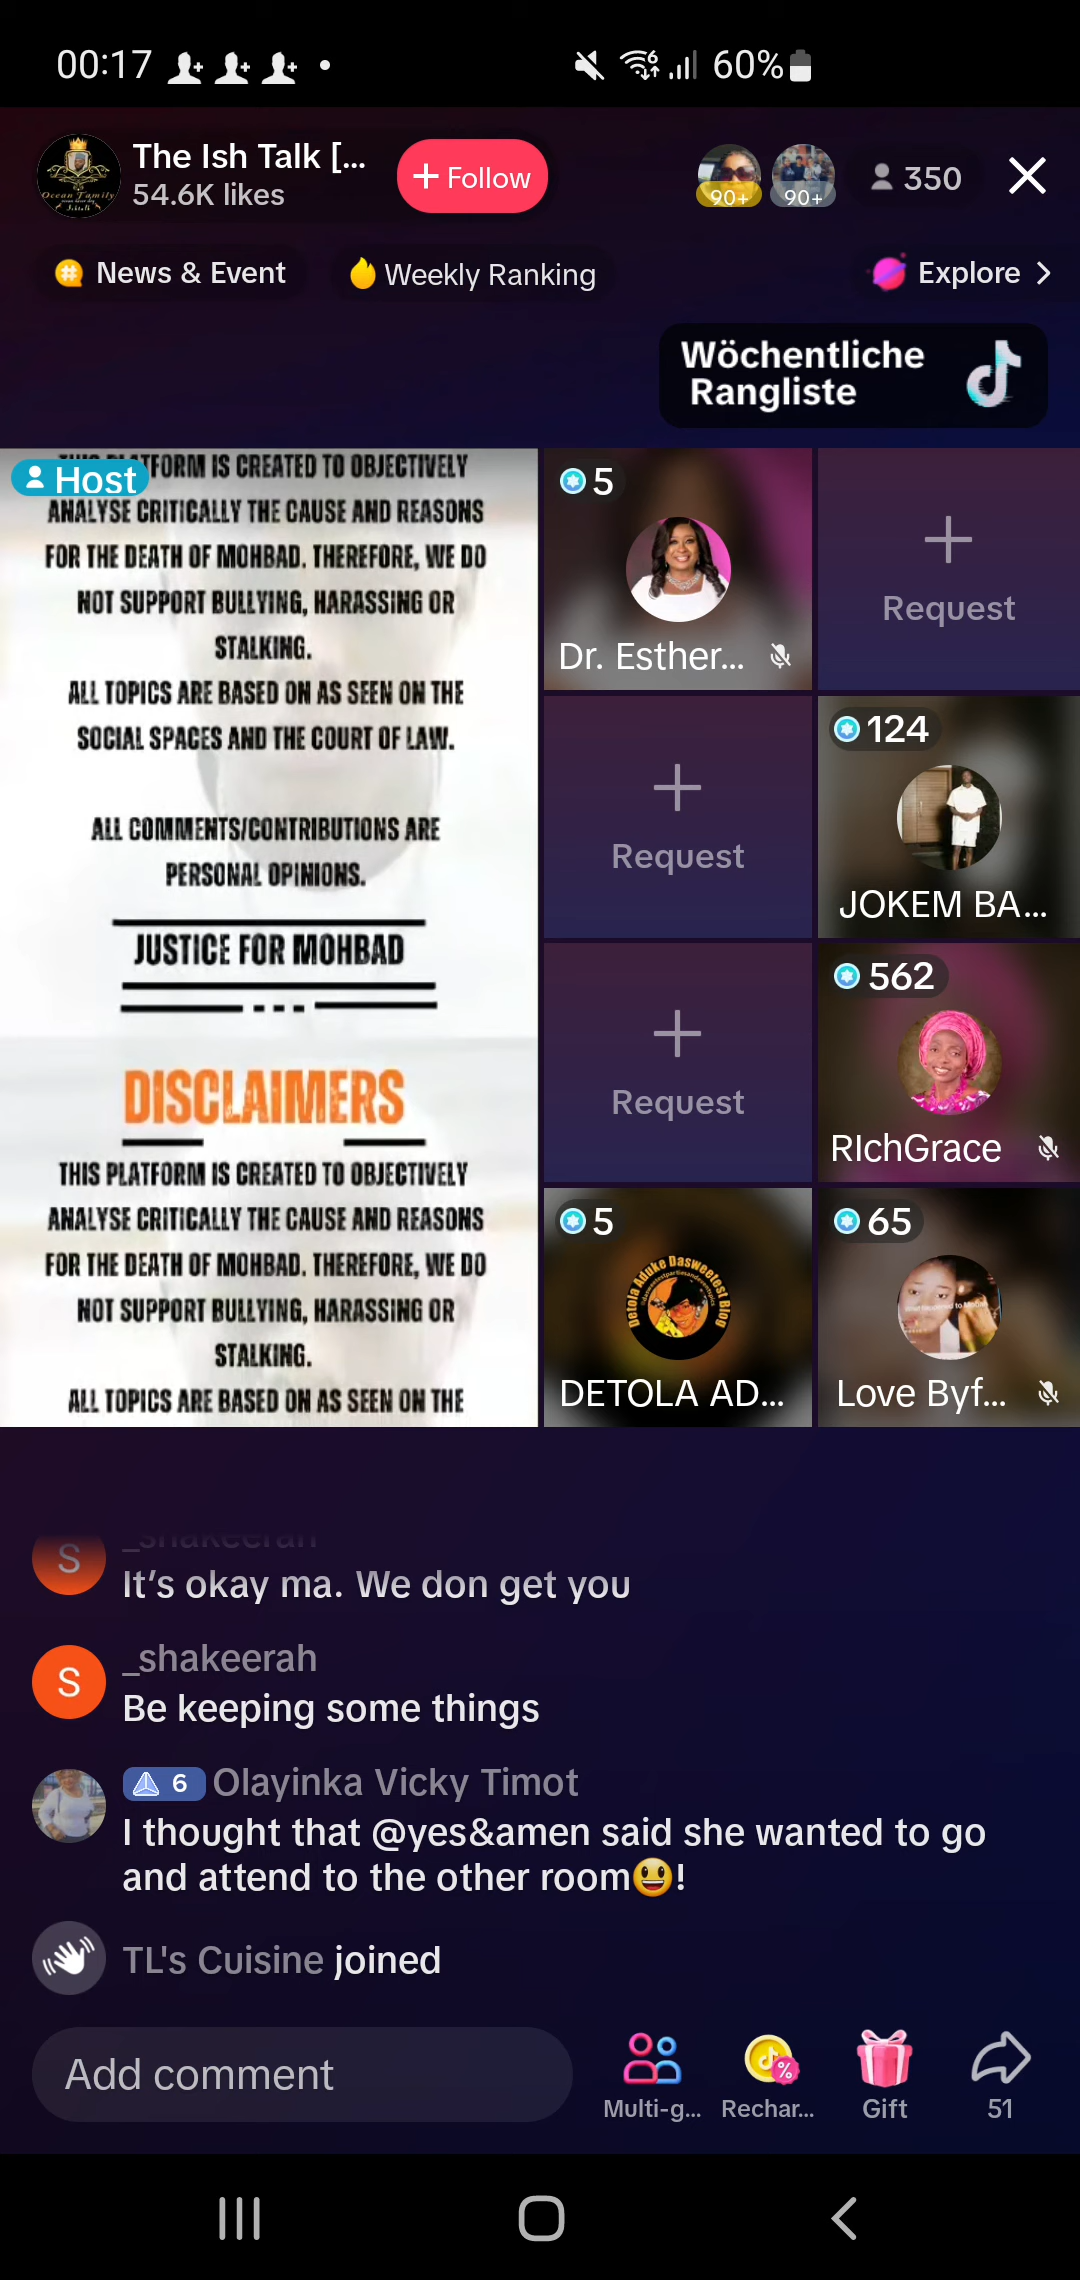 00:17
60%
The Ish Talk [...
54.6K likes
+ Follow
90+
90+
350
News & Event
Weekly Ranking
Explore
Wöchentliche
Rangliste
Host
THIS PLATFORM IS CREATED TO OBJECTIVELY
ANALYSE CRITICALLY THE CAUSE AND REASONS
FOR THE DEATH OF MOHBAD. THEREFORE, WE DO
NOT SUPPORT BULLYING, HARASSING OR
STALKING.
ALL TOPICS ARE BASED ON AS SEEN ON THE
SOCIAL SPACES AND THE COURT OF LAW.
ALL COMMENTS/CONTRIBUTIONS ARE
PERSONAL OPINIONS.
JUSTICE FOR MOHBAD
DISCLAIMERS
THIS PLATFORM IS CREATED TO OBJECTIVELY
ANALYSE CRITICALLY THE CAUSE AND REASONS
FOR THE DEATH OF MOHBAD. THEREFORE, WE DO
NOT SUPPORT BULLYING, HARASSING OR
STALKING.
ALL TOPICS ARE BASED ON AS SEEN ON THE
5
Dr. Esther...
Request
Request
124
JOKEM BA...
Request
562
RIchGrace
5
Detola Aduke Dasweetest Blog
DETOLA AD...
65
Love Byf...
_shakeerah
S
It's okay ma. We don get you
_shakeerah
S
Be keeping some things
6 Olayinka Vicky Timot
I thought that @yes&amen said she wanted to go
and attend to the other room😃!
TL's Cuisine joined
Add comment
Multi-g...
Rechar...
Gift
51